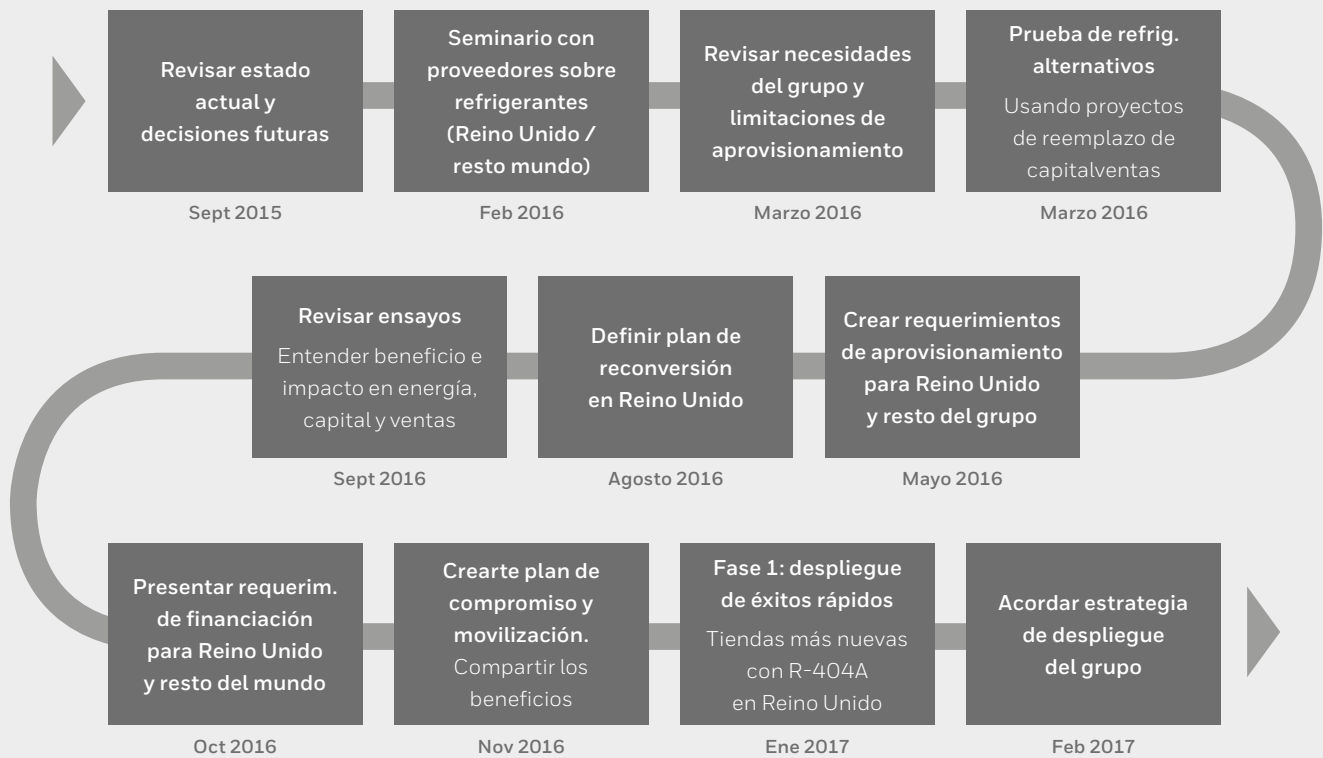 Revisar estado
actual y
decisiones futuras
Sept 2015
Seminario con
proveedores sobre
refrigerantes
(Reino Unido /
resto mundo)
Feb 2016
Revisar necesidades
del grupo y
limitaciones de
aprovisionamiento
Marzo 2016
Prueba de refrig.
alternativos
Usando proyectos
de reemplazo de
capitalventas
Marzo 2016
Crear requerimientos
de aprovisionamiento
para Reino Unido
y resto del grupo
Mayo 2016
Definir plan de
reconversión
en Reino Unido
Agosto 2016
Revisar ensayos
Entender beneficio e
impacto en energía,
capital y ventas
Sept 2016
Presentar requerim.
de financiación
para Reino Unido
y resto del mundo
Oct 2016
Crearte plan de
compromiso y
movilización.
Compartir los
beneficios
Nov 2016
Fase 1: despliegue
de éxitos rápidos
Tiendas más nuevas
con R-404A
en Reino Unido
Ene 2017
Acordar estrategia
de despliegue
del grupo
Feb 2017